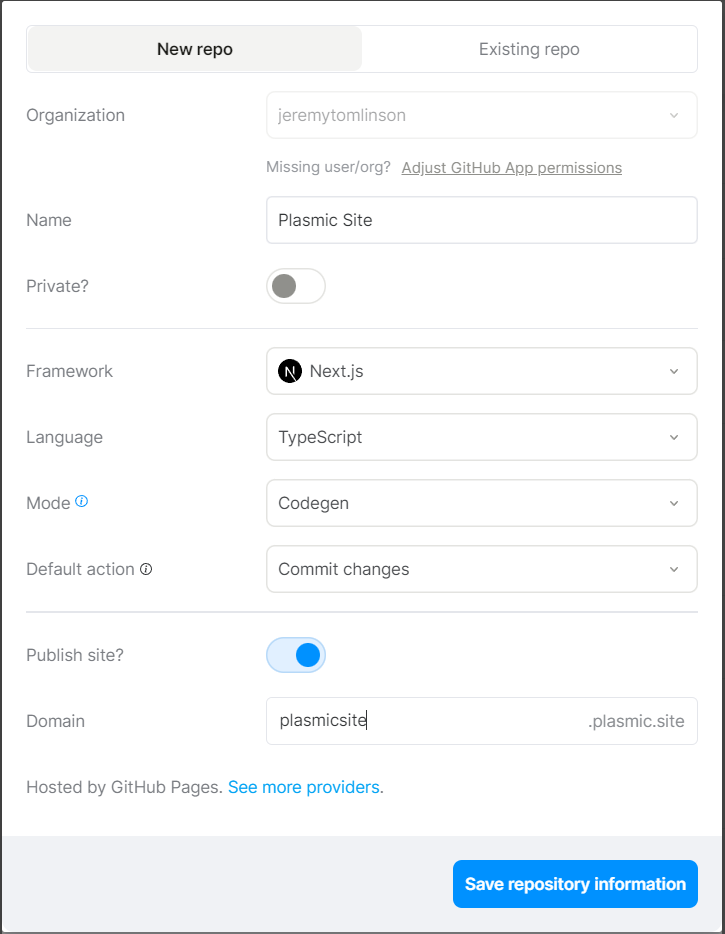 New repo Existing repo
Organization jeremytomlinson
Missing user/org? Adjust GitHub App permissions
Name Plasmic Site
Private?
Framework N Next.js
Language TypeScript
Mode Codegen
Default action Commit changes
Publish site?
Domain plasmicsite .plasmic.site
Hosted by GitHub Pages. See more providers.
Save repository information